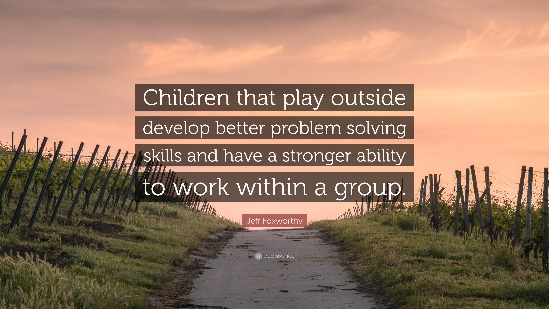 Children that play outside
develop better problem solving
skills and have a stronger ability
to work within a group.
Jeff Foxworthy